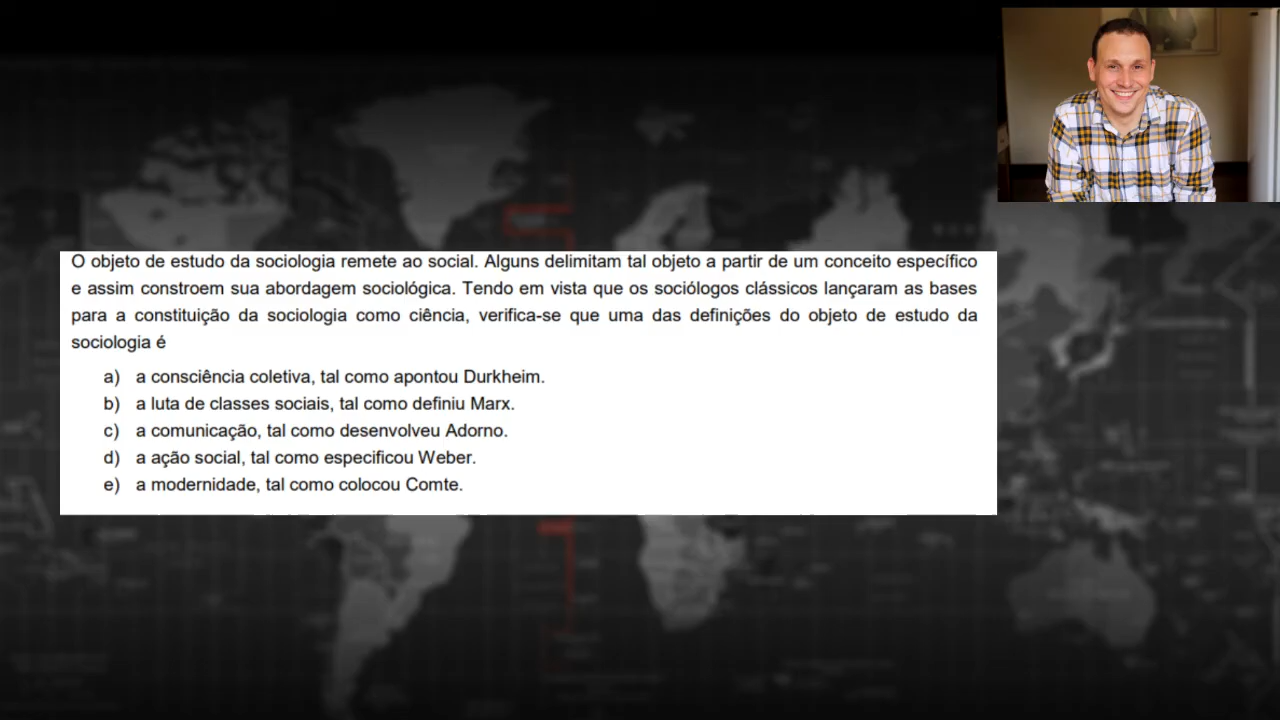 O objeto de estudo da sociologia remete ao social. Alguns delimitam tal objeto a partir de um conceito específico
e assim constroem sua abordagem sociológica. Tendo em vista que os sociólogos clássicos lançaram as bases
para a constituição da sociologia como ciência, verifica-se que uma das definições do objeto de estudo da
sociologia é
a) a consciência coletiva, tal como apontou Durkheim.
b) a luta de classes sociais, tal como definiu Marx.
c) a comunicação, tal como desenvolveu Adorno.
d) a ação social, tal como especificou Weber.
e) a modernidade, tal como colocou Comte.